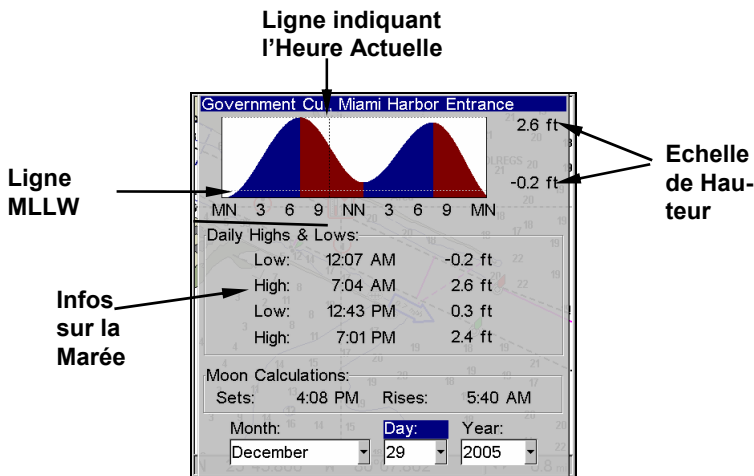 Ligne indiquant
l'Heure Actuelle
Government Cut, Miami Harbor Entrance
2.6 ft
-0.2 ft
Echelle
de Hau-
teur
Ligne
MLLW
MN 3 6 9 NN 3 6 9 MN
Daily Highs & Lows:
Low: 12:07 AM -0.2 ft
High: 7:04 AM 2.6 ft
Low: 12:43 PM 0.3 ft
High: 7:01 PM 2.4 ft
Infos
sur la
Marée
Moon Calculations:
Sets: 4:08 PM Rises: 5:40 AM
Month: Day: Year:
December 29 2005